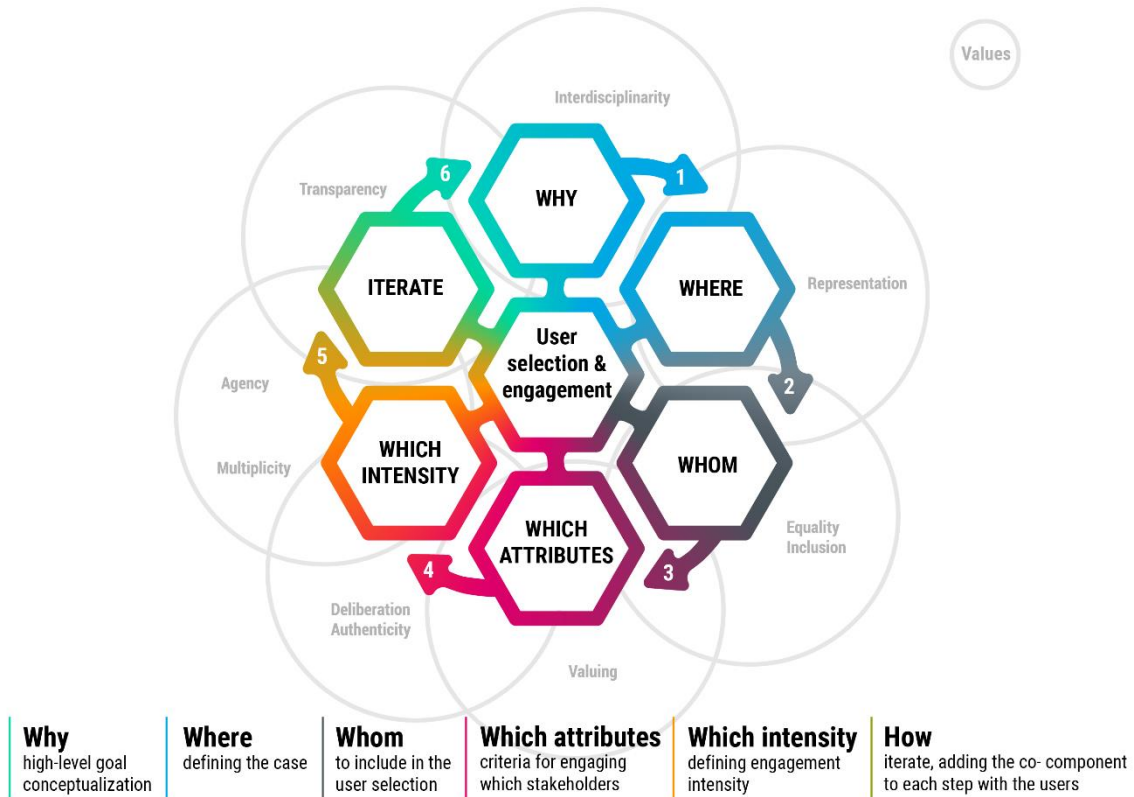 Values
Interdisciplinarity
6
1
Transparency
WHY
ITERATE
WHERE
Representation
User
selection &
engagement
5
2
Agency
WHICH
INTENSITY
WHOM
Multiplicity
WHICH
ATTRIBUTES
Equality
Inclusion
4
3
Deliberation
Authenticity
Valuing
Why
high-level goal
conceptualization
Where
defining the case
Whom
to include in the
user selection
Which attributes
criteria for engaging
which stakeholders
Which intensity
defining engagement
intensity
How
iterate, adding the co- component
to each step with the users